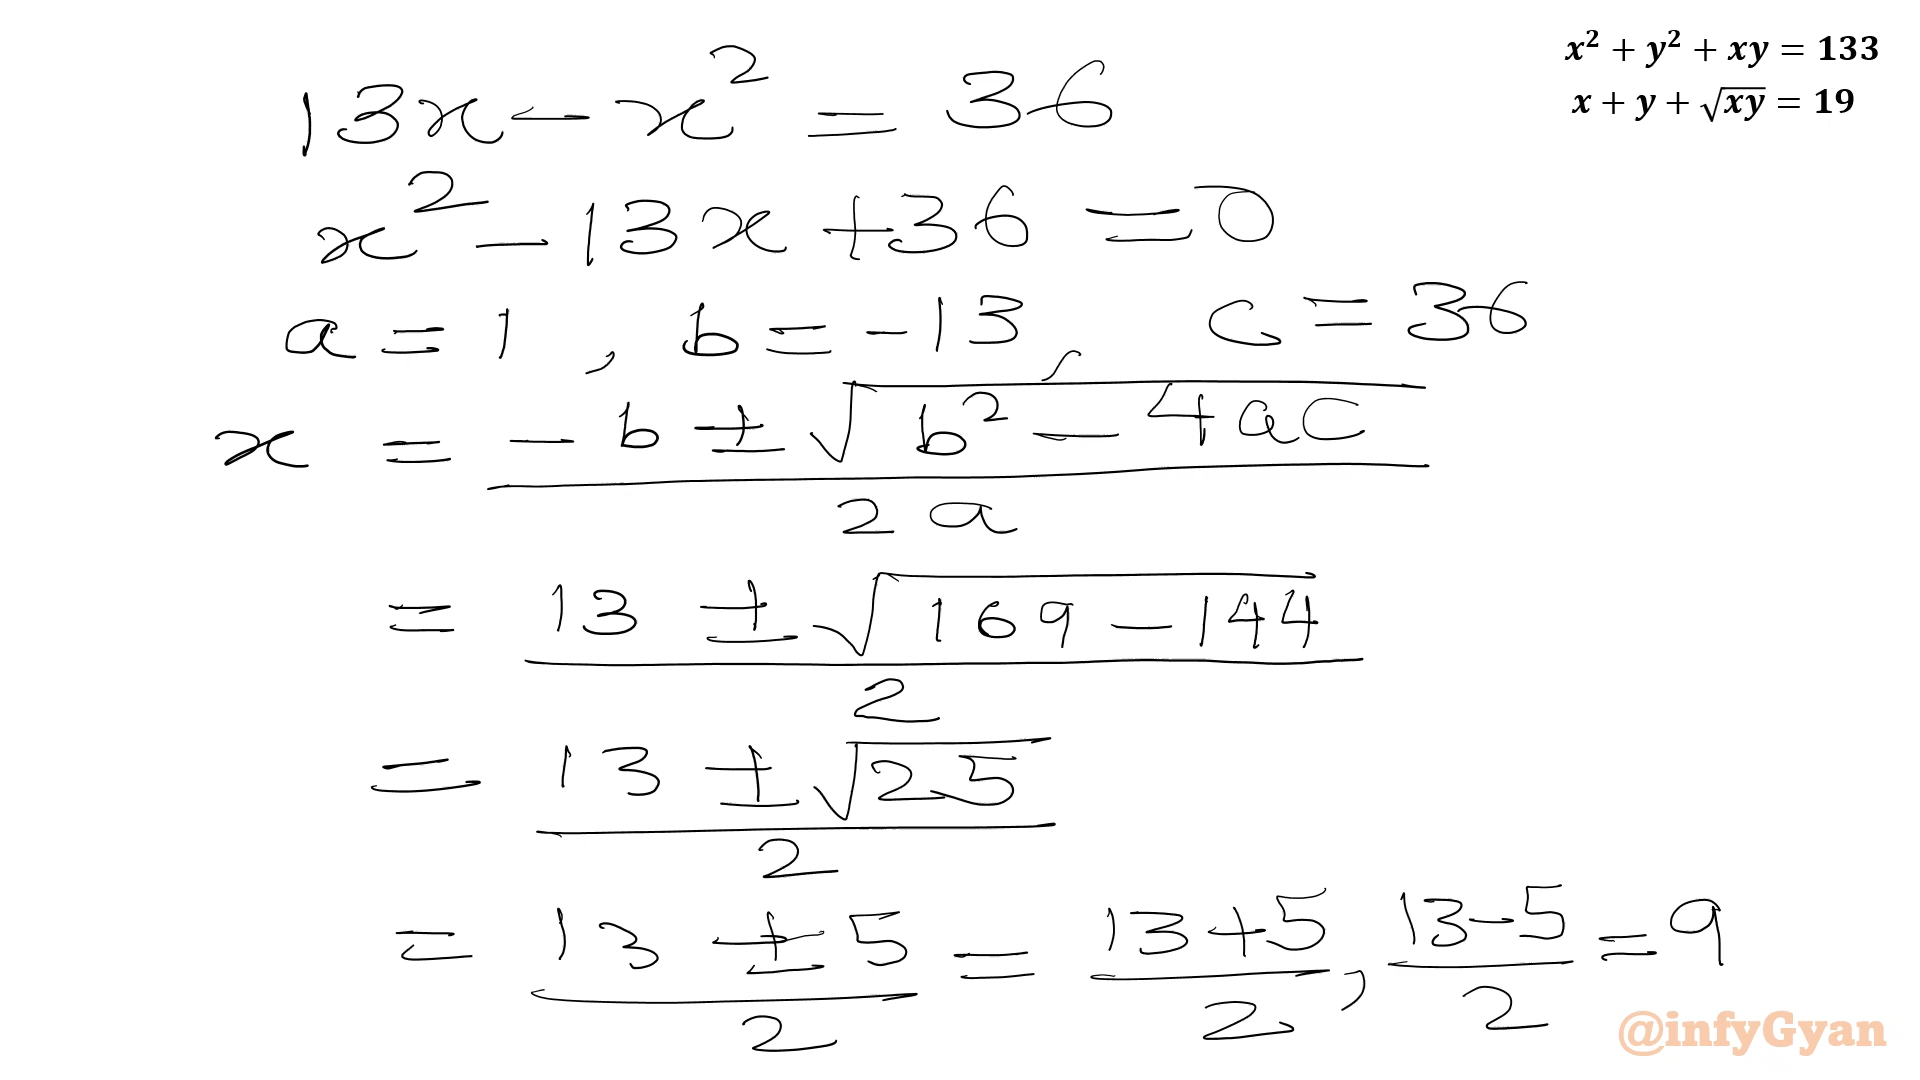 x² + y² + xy = 133
x + y + √xy = 19
13x - x² = 36
x² - 13x + 36 = 0
a = 1, b = -13, c = 36
x = (-b ± √(b² - 4ac)) / 2a
= (13 ± √(169 - 144)) / 2
= (13 ± √25) / 2
= (13 ± 5) / 2 = (13 + 5) / 2, (13 - 5) / 2 = 9
@infyGyan